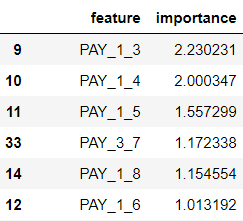 feature importance
9 PAY_1_3 2.230231
10 PAY_1_4 2.000347
11 PAY_1_5 1.557299
33 PAY_3_7 1.172338
14 PAY_1_8 1.154554
12 PAY_1_6 1.013192